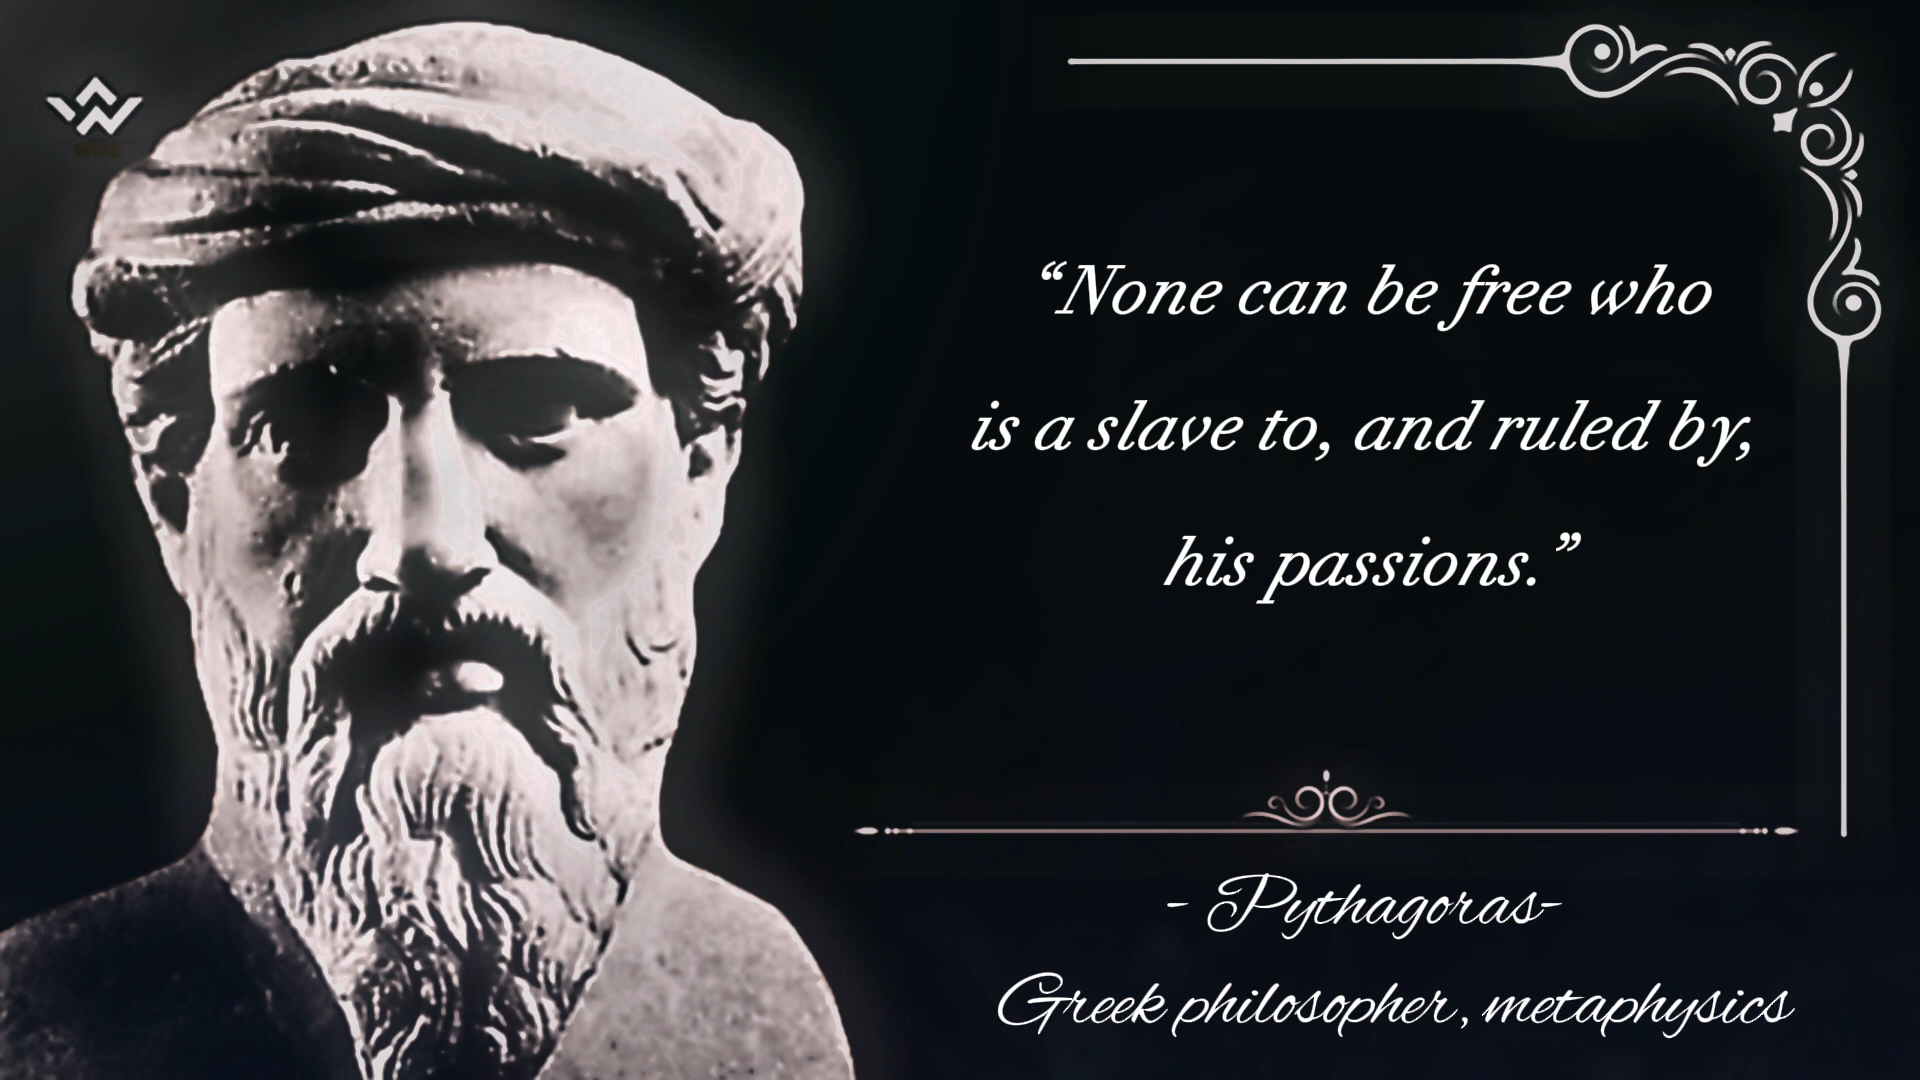 “None can be free who
is a slave to, and ruled by,
his passions.”
- Pythagoras-
Greek philosopher, metaphysics